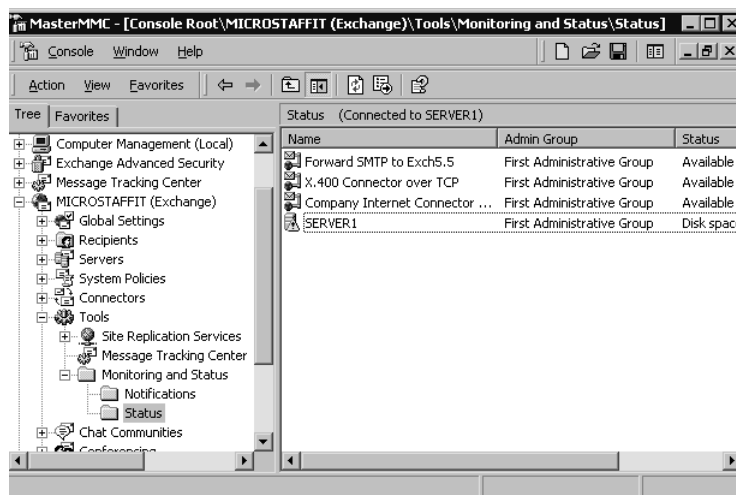 MasterMMC - [Console Root\MICROSTAFFIT (Exchange)\Tools\Monitoring and Status\Status]
Console Window Help
Action View Favorites
Tree Favorites
Computer Management (Local)
Exchange Advanced Security
Message Tracking Center
MICROSTAFFIT (Exchange)
Global Settings
Recipients
Servers
System Policies
Connectors
Tools
Site Replication Services
Message Tracking Center
Monitoring and Status
Notifications
Status
Chat Communities
Conferencing
Status (Connected to SERVER1)
Name Admin Group Status
Forward SMTP to Exch5.5 First Administrative Group Available
X.400 Connector over TCP First Administrative Group Available
Company Internet Connector ... First Administrative Group Available
SERVER1 First Administrative Group Disk spac